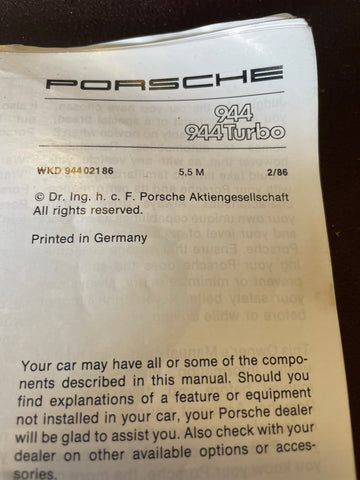 PORSCHE
944
944 Turbo
WKD 944 021 86 5,5 M 2/86
© Dr. Ing. h. c. F. Porsche Aktiengesellschaft
All rights reserved.
Printed in Germany
Your car may have all or some of the compo-
nents described in this manual. Should you
find explanations of a feature or equipment
not installed in your car, your Porsche dealer
will be glad to assist you. Also check with your
dealer on other available options or acces-
sories.